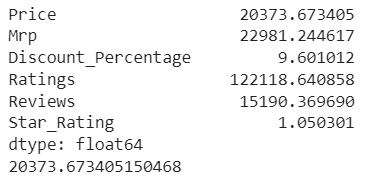 Price 20373.673405
Mrp 22981.244617
Discount_Percentage 9.601012
Ratings 122118.640858
Reviews 15190.369690
Star_Rating 1.050301
dtype: float64
20373.673405150468